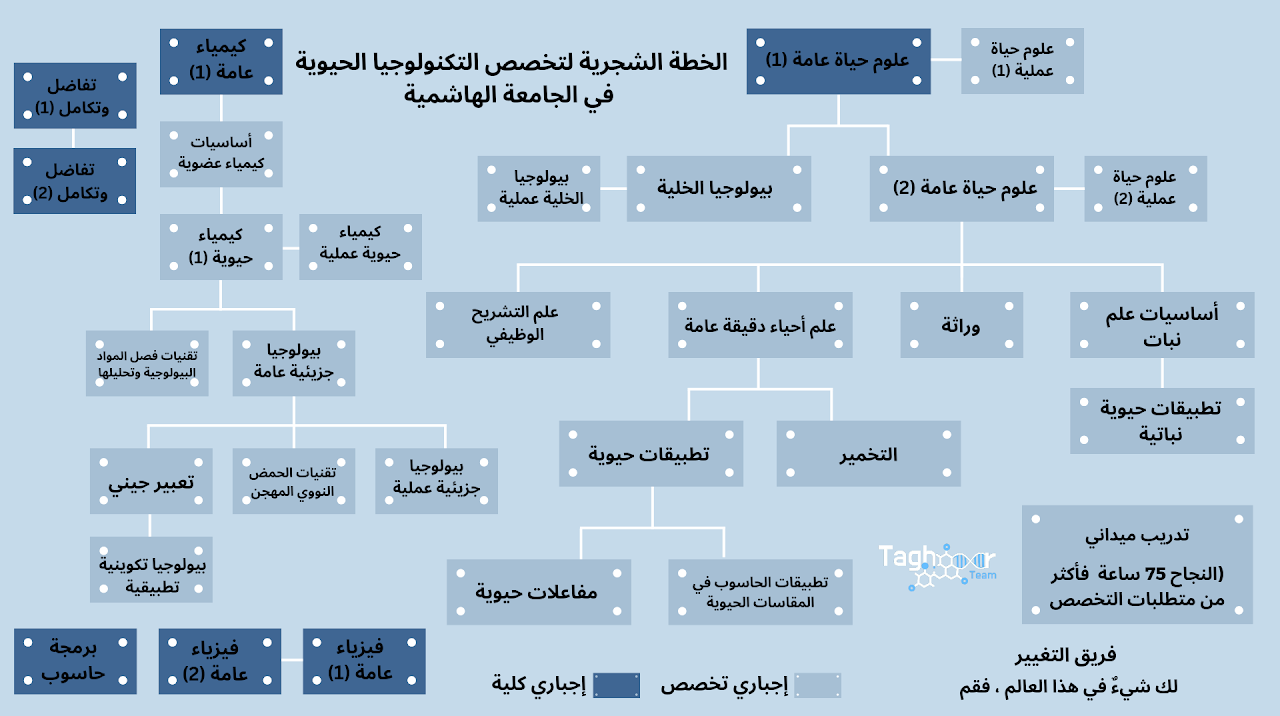 الخطة الشجرية لتخصص التكنولوجيا الحيوية
في الجامعة الهاشمية
علوم حياة عامة (1)
علوم حياة
عملية (1)
علوم حياة عامة (2)
علوم حياة
عملية (2)
بيولوجيا الخلية
بيولوجيا
الخلية عملية
أساسيات علم
نبات
وراثة
علم أحياء دقيقة عامة
علم التشريح
الوظيفي
تطبيقات حيوية
نباتية
التخمير
تطبيقات حيوية
تطبيقات الحاسوب في
المقاسات الحيوية
مفاعلات حيوية
كيمياء
عامة (1)
أساسيات
كيمياء عضوية
كيمياء
حيوية (1)
كيمياء
حيوية عملية
بيولوجيا
جزيئية عامة
تقنيات فصل المواد
البيولوجية وتحليلها
بيولوجيا
جزيئية عملية
تقنيات الحمض
النووي المهجن
تعبير جيني
بيولوجيا تكوينية
تطبيقية
تفاضل
وتكامل (1)
تفاضل
وتكامل (2)
فيزياء
عامة (1)
فيزياء
عامة (2)
برمجة
حاسوب
تدريب ميداني
(النجاح 75 ساعة فأكثر
من متطلبات التخصص
إجباري تخصص
إجباري كلية
Team
فريق التغيير
لك شيءٌ في هذا العالم ، فقم